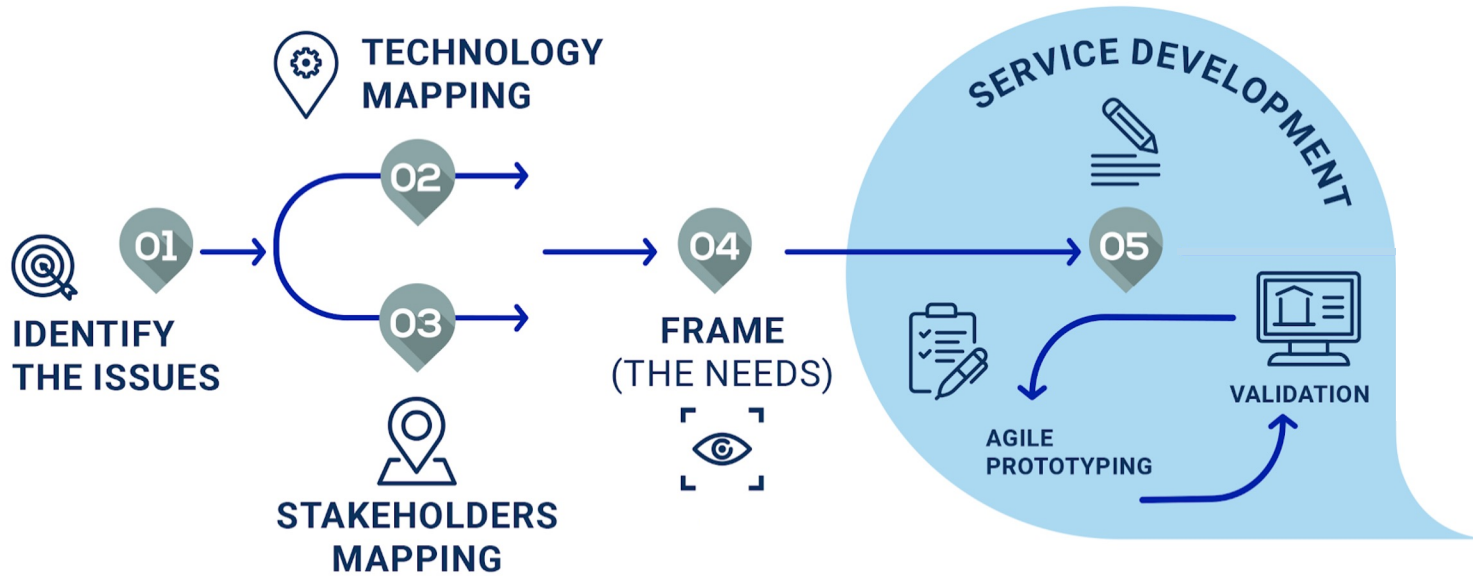 01
IDENTIFY
THE ISSUES
TECHNOLOGY
MAPPING
02
03
STAKEHOLDERS
MAPPING
04
FRAME
(THE NEEDS)
SERVICE DEVELOPMENT
05
VALIDATION
AGILE
PROTOTYPING